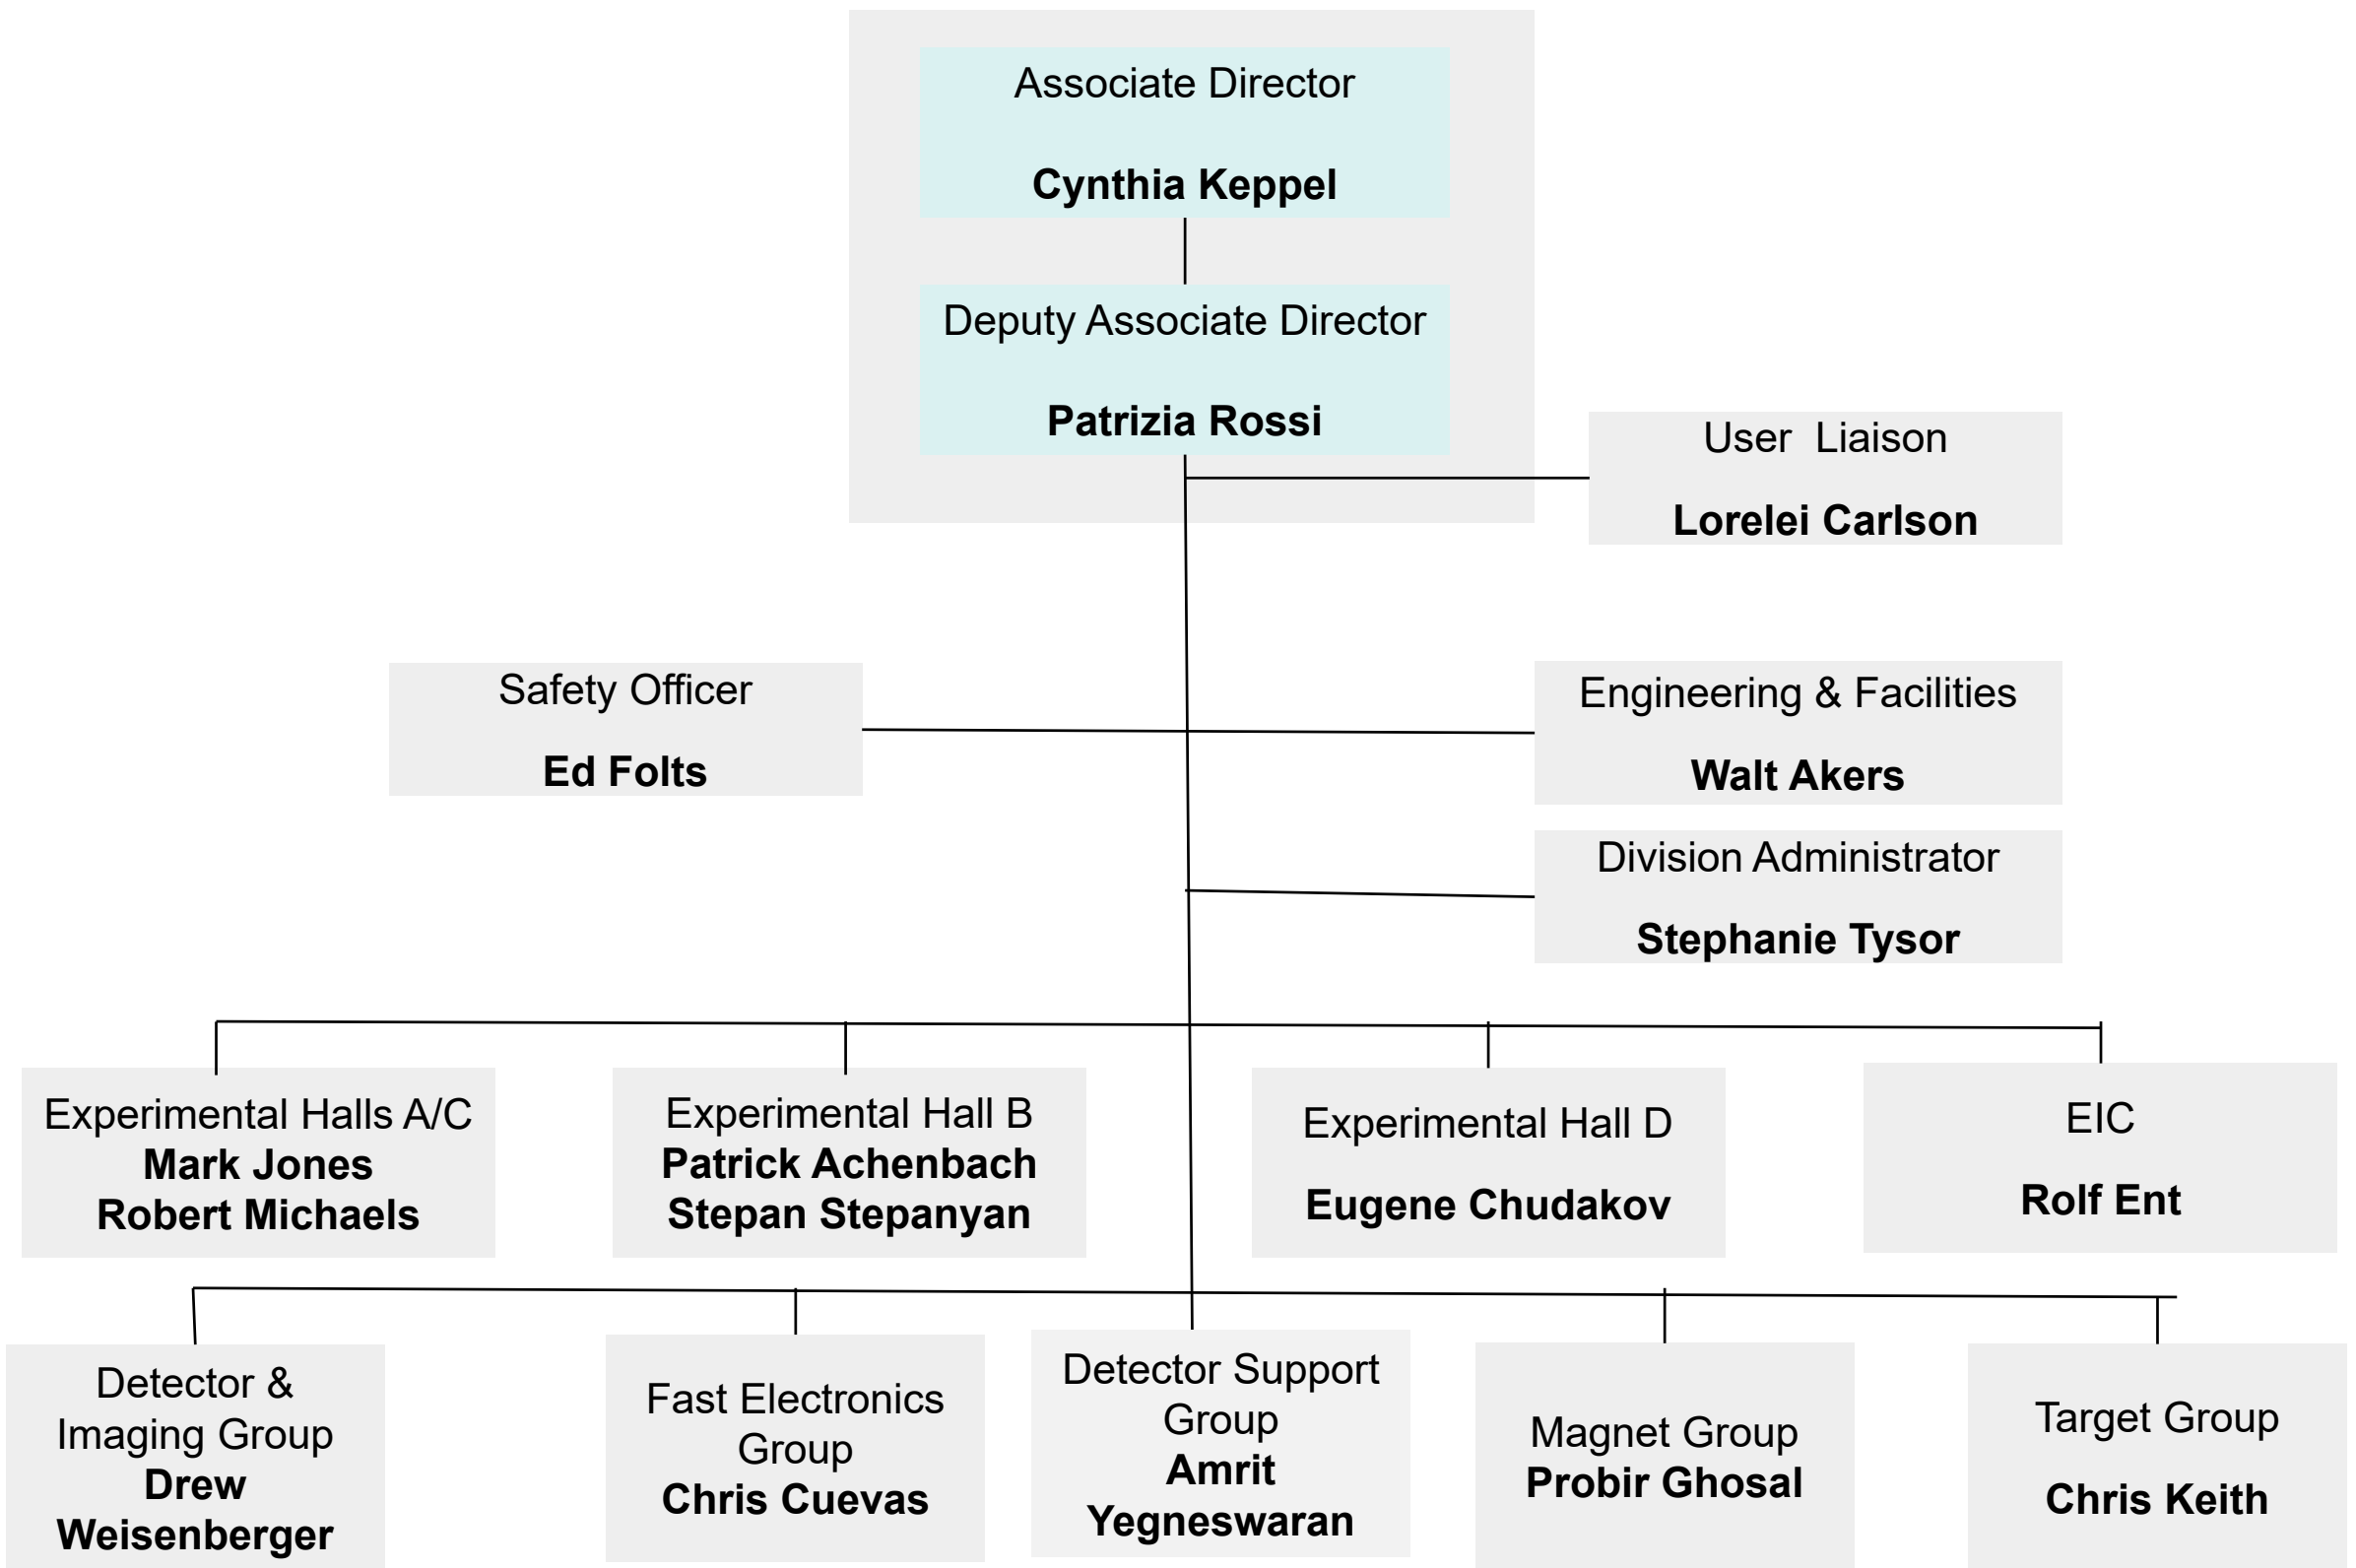 Associate Director
Cynthia Keppel
Deputy Associate Director
Patrizia Rossi
User  Liaison
Lorelei Carlson
Safety Officer
Ed Folts
Engineering & Facilities
Walt Akers
Division Administrator
Stephanie Tysor
Experimental Halls A/C
Mark Jones
Robert Michaels
Experimental Hall B
Patrick Achenbach
Stepan Stepanyan
Experimental Hall D
Eugene Chudakov
EIC
Rolf Ent
Detector &
Imaging Group
Drew
Weisenberger
Fast Electronics
Group
Chris Cuevas
Detector Support
Group
Amrit
Yegneswaran
Magnet Group
Probir Ghosal
Target Group
Chris Keith